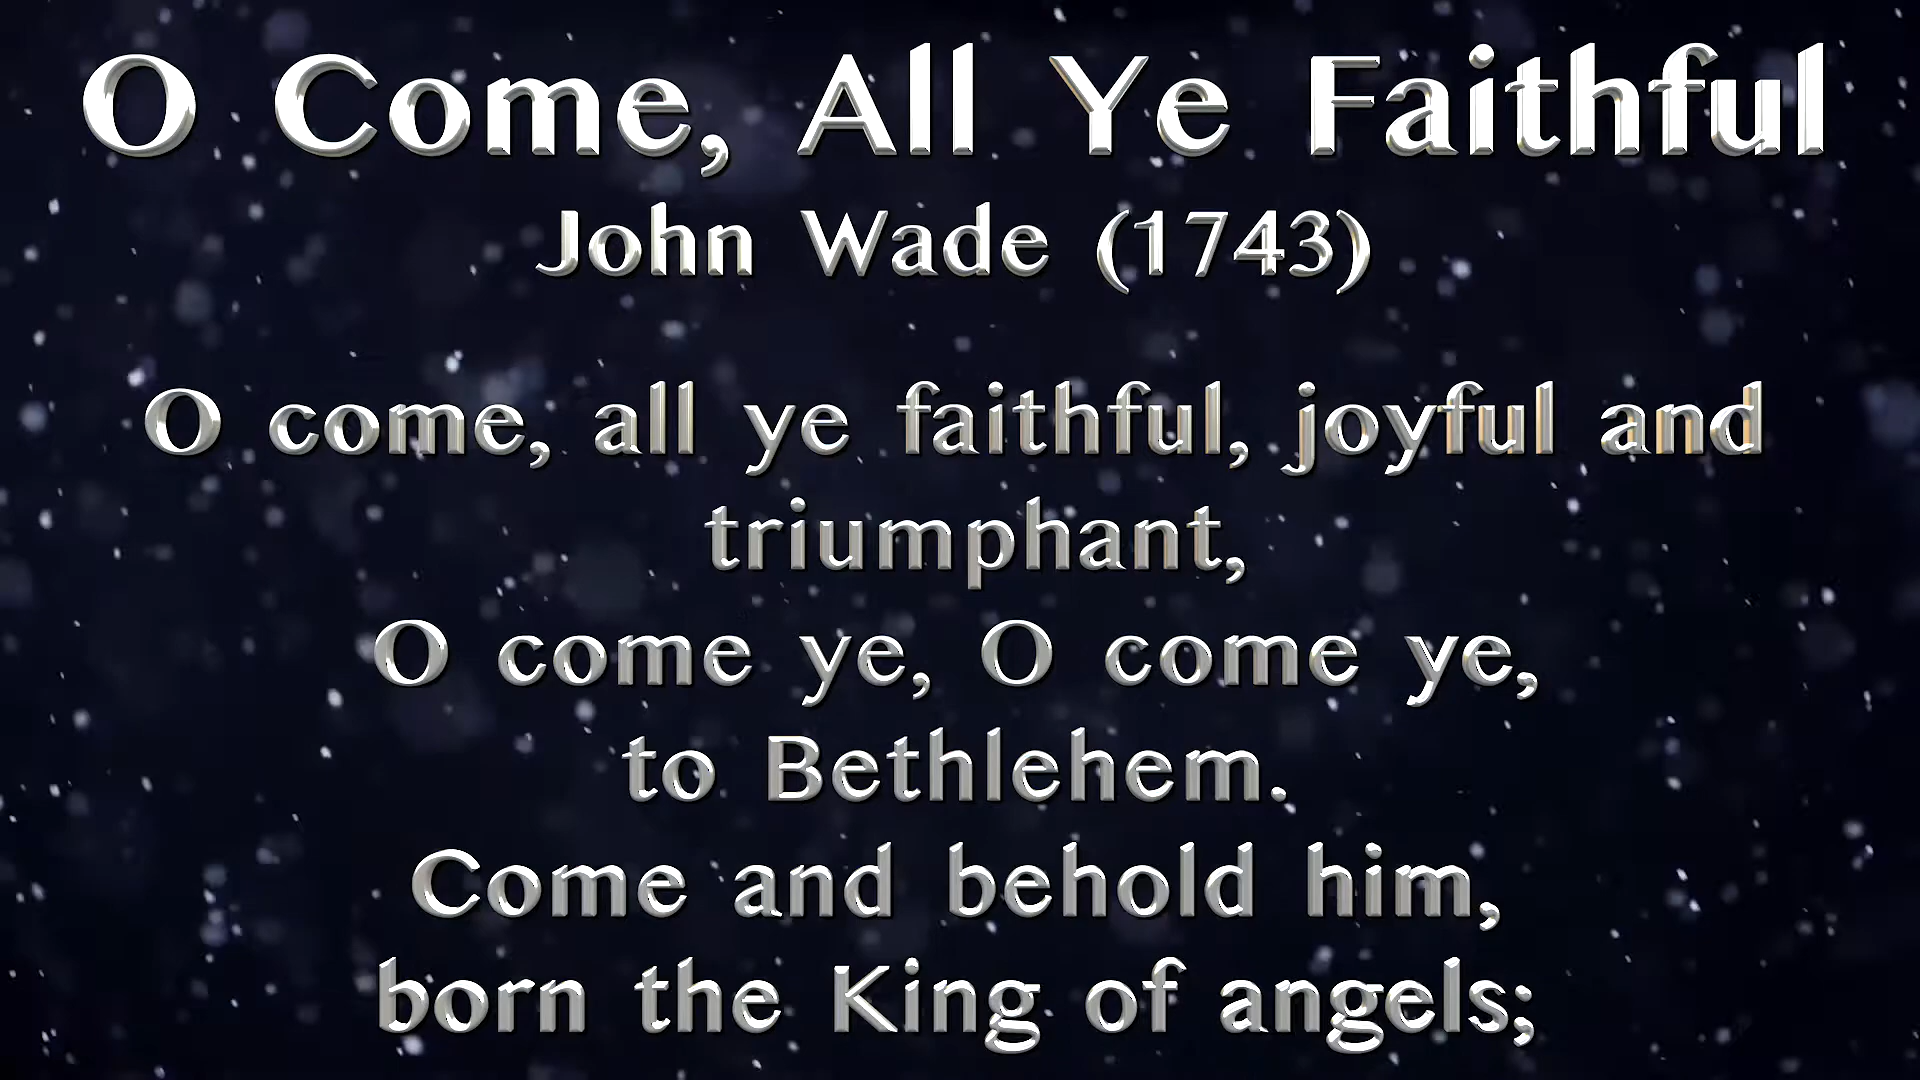 O Come, All Ye Faithful
John Wade (1743)
O come, all ye faithful, joyful and
triumphant,
O come ye, O come ye,
to Bethlehem.
Come and behold him,
born the King of angels;